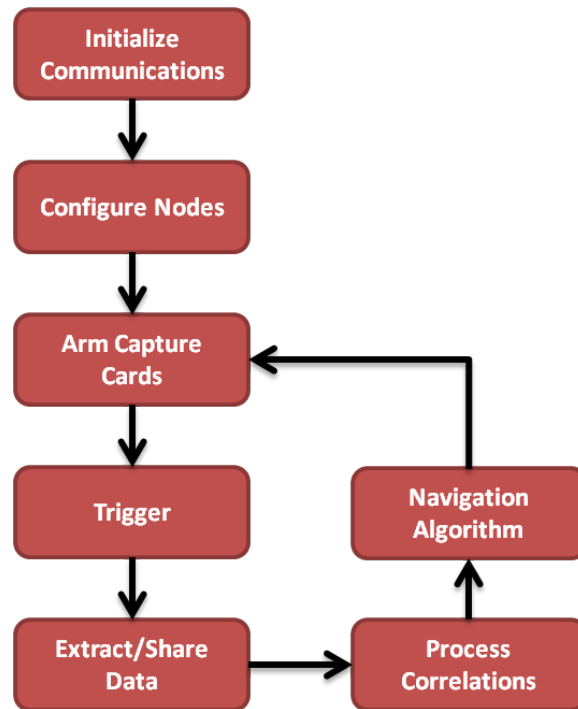 Initialize
Communications
Configure Nodes
Arm Capture
Cards
Trigger
Navigation
Algorithm
Extract/Share
Data
Process
Correlations